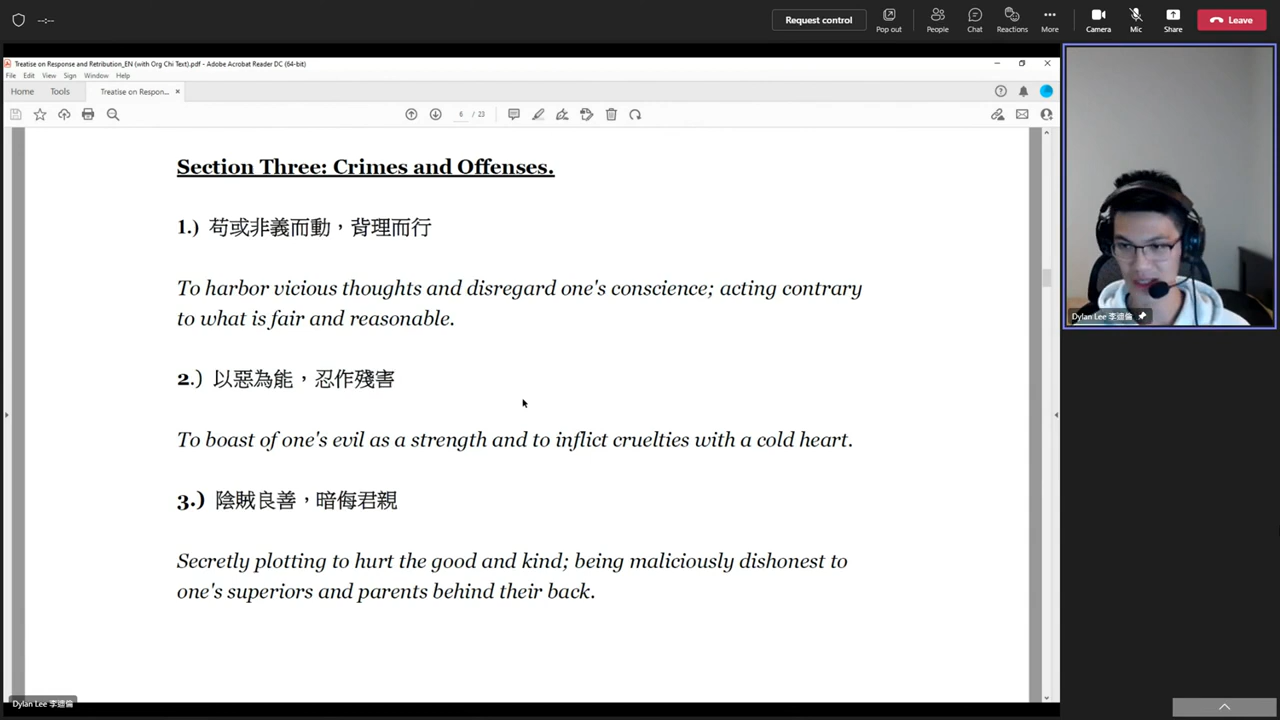 --:--
Request control
Pop out
People
Chat
Reactions
More
Camera
Mic
Share
Leave
Treatise on Response and Retribution_EN (with Org Chi Text).pdf - Adobe Acrobat Reader DC (64-bit)
File Edit View Sign Window Help
Home Tools Treatise on Respon... ×
6 / 23
Section Three: Crimes and Offenses.
1.) 苟或非義而動，背理而行
To harbor vicious thoughts and disregard one's conscience; acting contrary
to what is fair and reasonable.
2.) 以惡為能，忍作殘害
To boast of one's evil as a strength and to inflict cruelties with a cold heart.
3.) 陰賊良善，暗侮君親
Secretly plotting to hurt the good and kind; being maliciously dishonest to
one's superiors and parents behind their back.
Dylan Lee 李迪倫
Dylan Lee 李迪倫